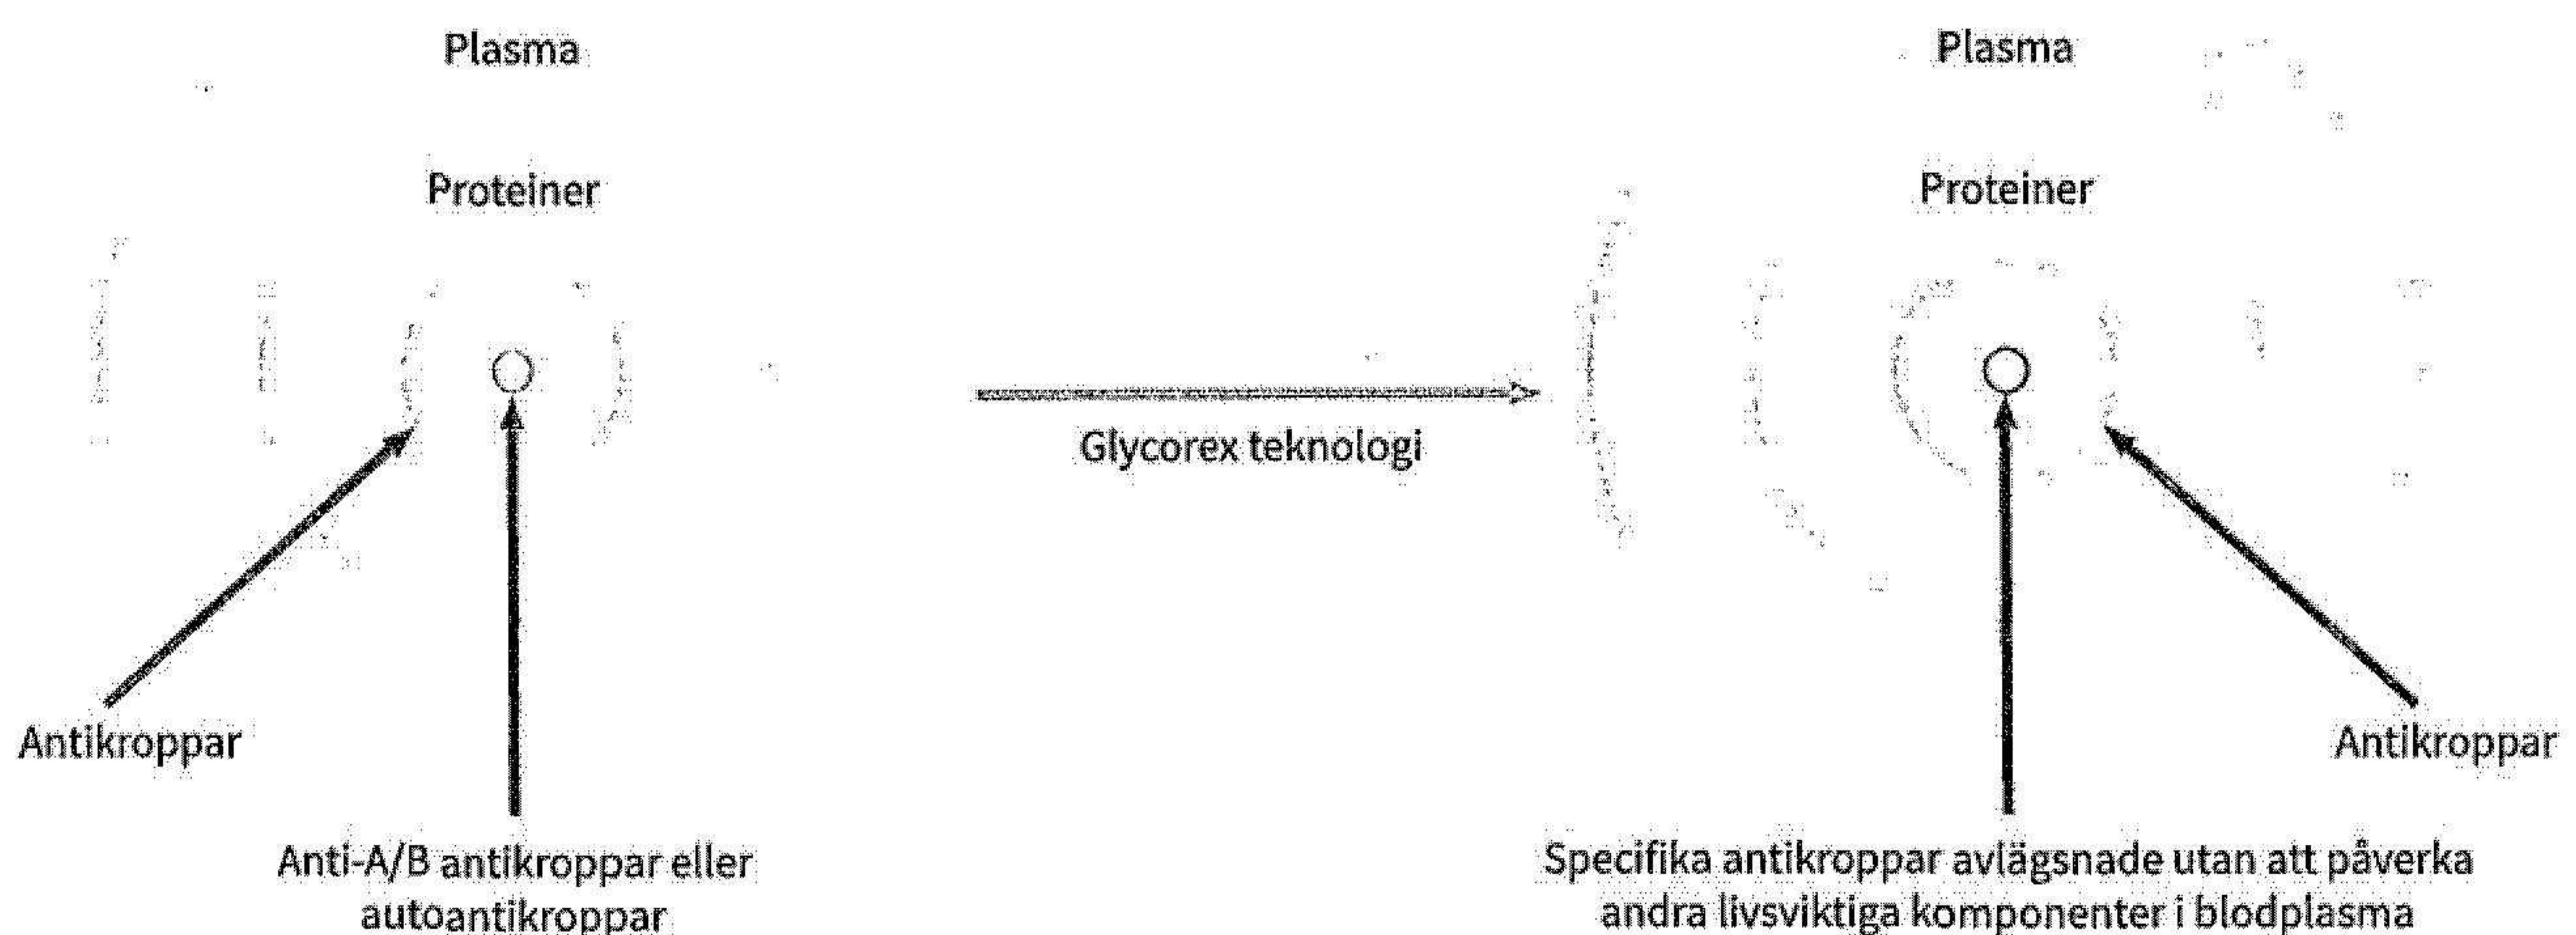 Plasma
Proteiner
Antikroppar
Anti-A/B antikroppar eller
autoantikroppar
Glycorex teknologi
Plasma
Proteiner
Antikroppar
Specifika antikroppar avlägsnade utan att påverka
andra livsviktiga komponenter i blodplasma